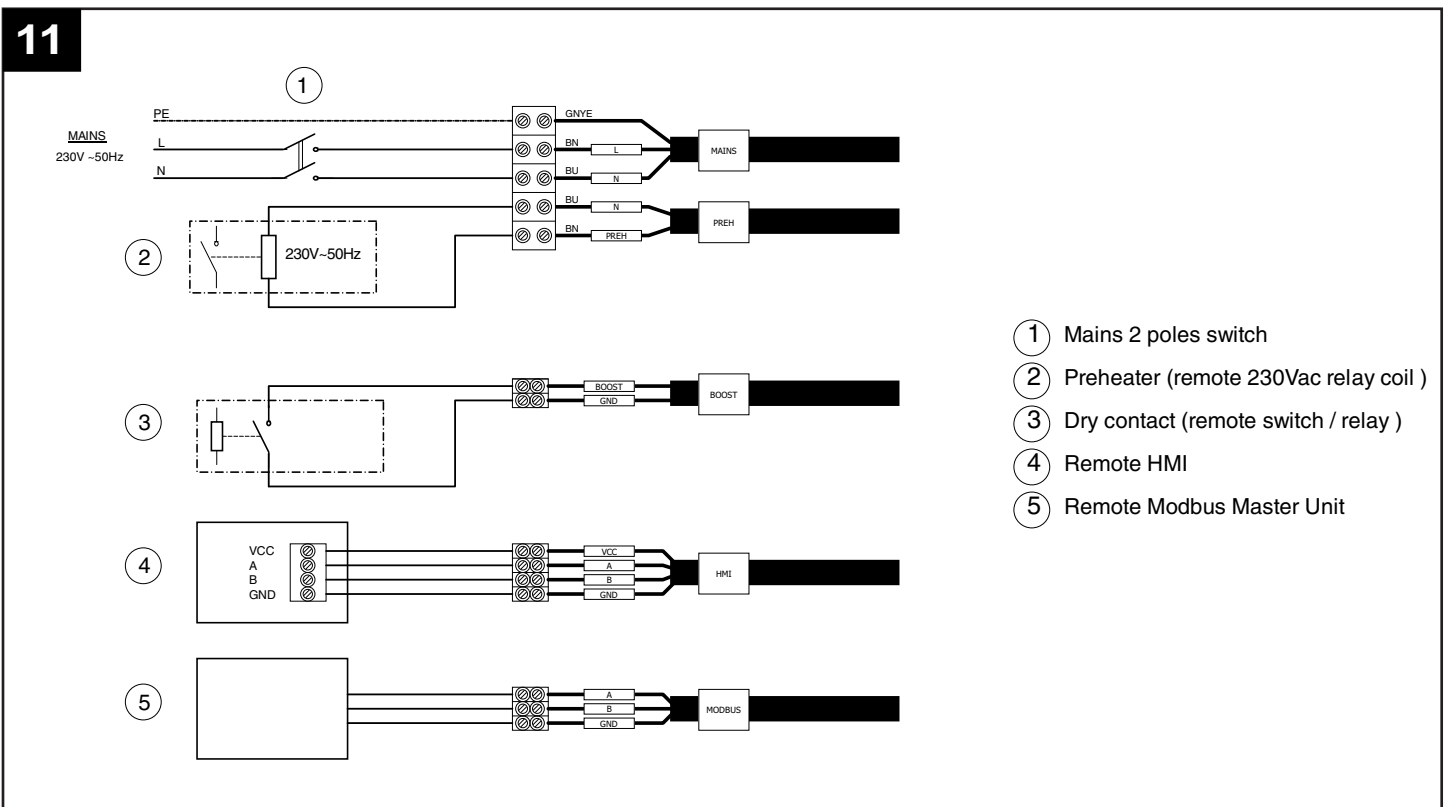 11
1
MAINS
230V ~50Hz
PE
L
N
GNYE
BN
L
BU
N
MAINS
BU
N
BN
PREH
PREH
2
230V~50Hz
3
BOOST
GND
BOOST
4
VCC
A
B
GND
VCC
A
B
GND
HMI
5
A
B
GND
MODBUS
1 Mains 2 poles switch
2 Preheater (remote 230Vac relay coil )
3 Dry contact (remote switch / relay )
4 Remote HMI
5 Remote Modbus Master Unit